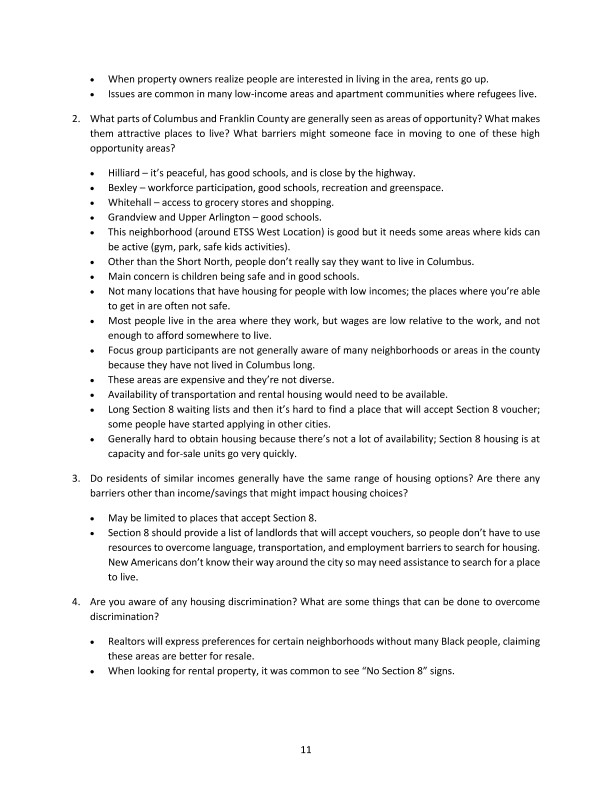 • When property owners realize people are interested in living in the area, rents go up.
• Issues are common in many low-income areas and apartment communities where refugees live.
2. What parts of Columbus and Franklin County are generally seen as areas of opportunity? What makes
them attractive places to live? What barriers might someone face in moving to one of these high
opportunity areas?
• Hilliard – it’s peaceful, has good schools, and is close by the highway.
• Bexley – workforce participation, good schools, recreation and greenspace.
• Whitehall – access to grocery stores and shopping.
• Grandview and Upper Arlington – good schools.
• This neighborhood (around ETSS West Location) is good but it needs some areas where kids can
be active (gym, park, safe kids activities).
• Other than the Short North, people don’t really say they want to live in Columbus.
• Main concern is children being safe and in good schools.
• Not many locations that have housing for people with low incomes; the places where you’re able
to get in are often not safe.
• Most people live in the area where they work, but wages are low relative to the work, and not
enough to afford somewhere to live.
• Focus group participants are not generally aware of many neighborhoods or areas in the county
because they have not lived in Columbus long.
• These areas are expensive and they’re not diverse.
• Availability of transportation and rental housing would need to be available.
• Long Section 8 waiting lists and then it’s hard to find a place that will accept Section 8 voucher;
some people have started applying in other cities.
• Generally hard to obtain housing because there’s not a lot of availability; Section 8 housing is at
capacity and for-sale units go very quickly.
3. Do residents of similar incomes generally have the same range of housing options? Are there any
barriers other than income/savings that might impact housing choices?
• May be limited to places that accept Section 8.
• Section 8 should provide a list of landlords that will accept vouchers, so people don’t have to use
resources to overcome language, transportation, and employment barriers to search for housing.
New Americans don’t know their way around the city so may need assistance to search for a place
to live.
4. Are you aware of any housing discrimination? What are some things that can be done to overcome
discrimination?
• Realtors will express preferences for certain neighborhoods without many Black people, claiming
these areas are better for resale.
• When looking for rental property, it was common to see “No Section 8” signs.
11